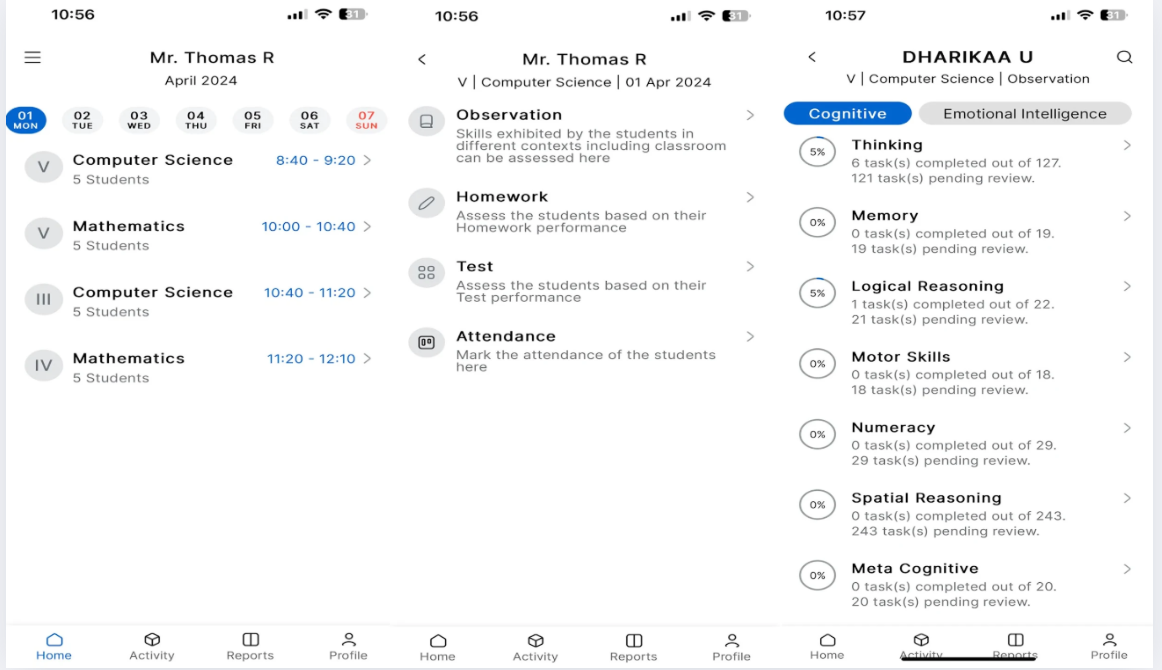 10:56
31
Mr. Thomas R
April 2024
01 02 03 04 05 06 07
MON TUE WED THU FRI SAT SUN
V
Computer Science 8:40 - 9:20
5 Students
V
Mathematics 10:00 - 10:40
5 Students
III
Computer Science 10:40 - 11:20
5 Students
IV
Mathematics 11:20 - 12:10
5 Students
Home Activity Reports Profile
10:56
31
Mr. Thomas R
V | Computer Science | 01 Apr 2024
Observation
Skills exhibited by the students in
different contexts including classroom
can be assessed here
Homework
Assess the students based on their
Homework performance
Test
Assess the students based on their
Test performance
Attendance
Mark the attendance of the students
here
Home Activity Reports Profile
10:57
31
DHARIKAA U
V | Computer Science | Observation
Cognitive Emotional Intelligence
5%
Thinking
6 task(s) completed out of 127.
121 task(s) pending review.
0%
Memory
0 task(s) completed out of 19.
19 task(s) pending review.
5%
Logical Reasoning
1 task(s) completed out of 22.
21 task(s) pending review.
0%
Motor Skills
0 task(s) completed out of 18.
18 task(s) pending review.
0%
Numeracy
0 task(s) completed out of 29.
29 task(s) pending review.
0%
Spatial Reasoning
0 task(s) completed out of 243.
243 task(s) pending review.
0%
Meta Cognitive
0 task(s) completed out of 20.
20 task(s) pending review.
Home Activity Reports Profile